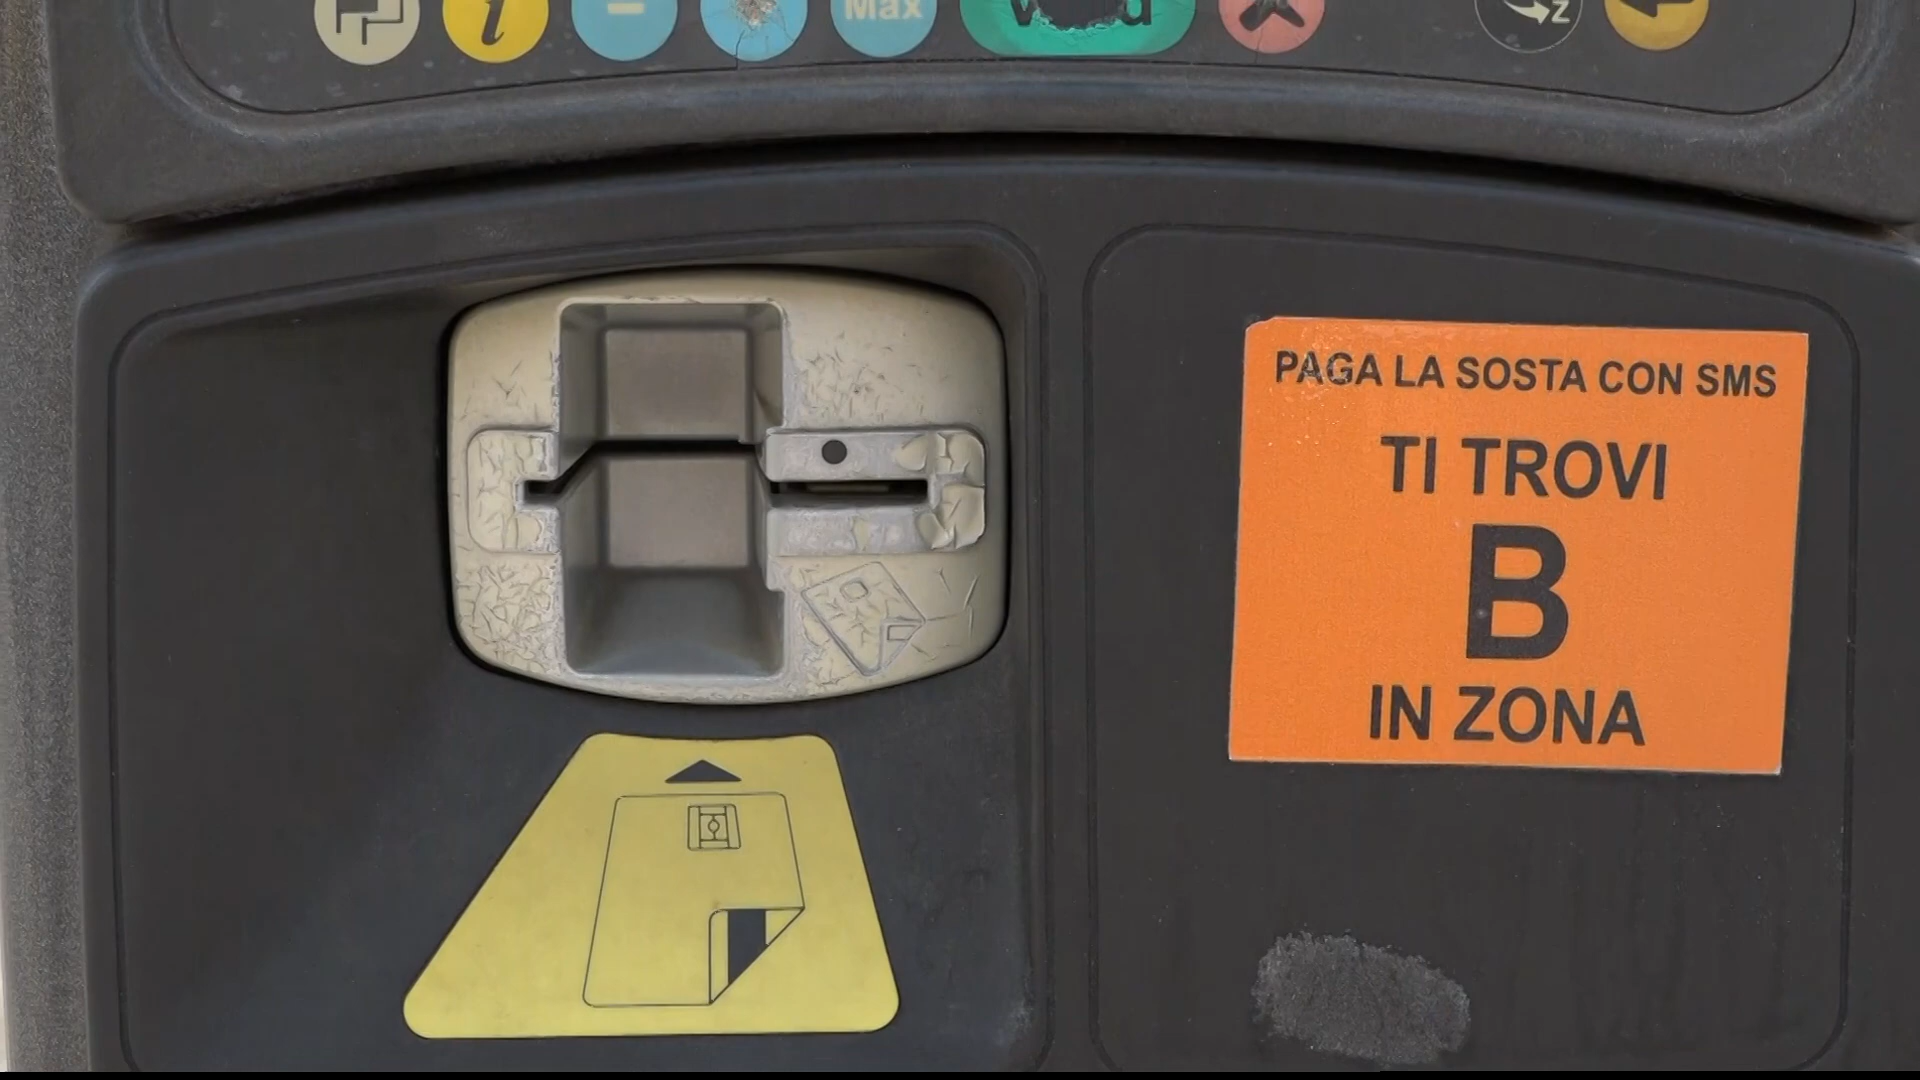 i
-
Max
Z
PAGA LA SOSTA CON SMS
TI TROVI
B
IN ZONA